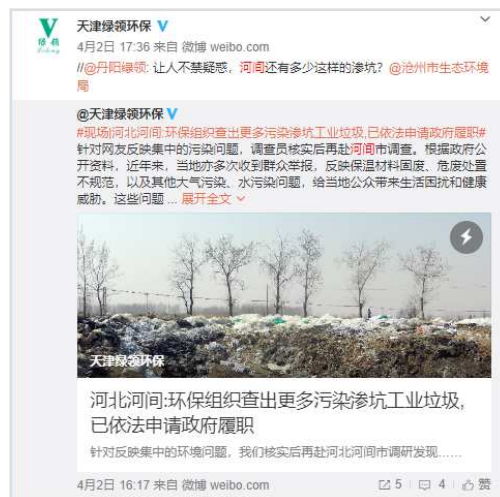 天津绿领环保
绿领
4月2日 17:36 来自 微博 weibo.com
//@丹阳绿领: 让人不禁疑惑，河间还有多少这样的渗坑？@沧州市生态环境
局
@天津绿领环保
#现场|河北河间:环保组织查出更多污染渗坑工业垃圾,已依法申请政府履职#
针对网友反映集中的污染问题，调查员核实后再赴河间市调查。根据政府公
开资料，近年来，当地亦多次收到群众举报，反映保温材料固废、危废处置
不规范，以及其他大气污染、水污染问题，给当地公众带来生活困扰和健康
威胁。这些问题 ... 展开全文
天津绿领环保
河北河间:环保组织查出更多污染渗坑工业垃圾,
已依法申请政府履职
针对反映集中的环境问题，我们核实后再赴河北河间市调研发现……
4月2日 16:17 来自 微博 weibo.com 5 4 赞